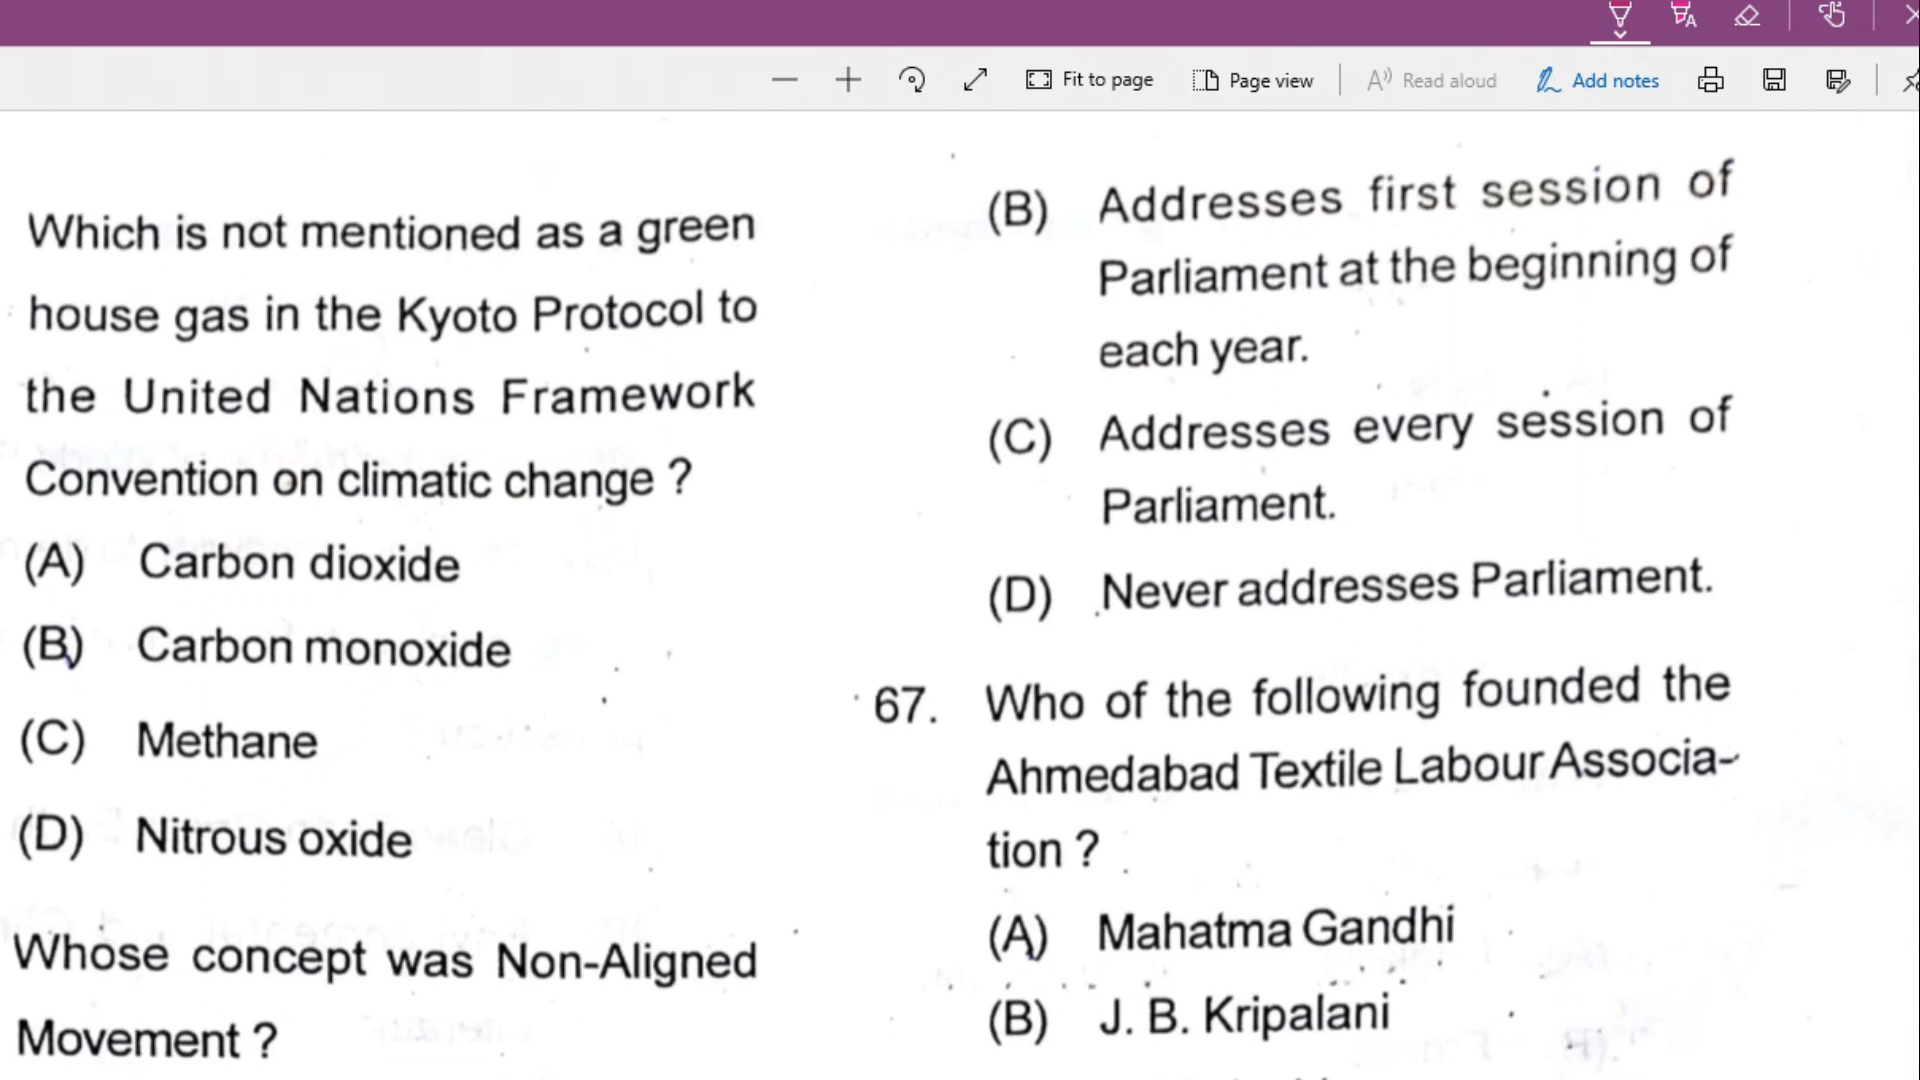 Fit to page
Page view
Read aloud
Add notes
Which is not mentioned as a green
house gas in the Kyoto Protocol to
the United Nations Framework
Convention on climatic change ?
(A) Carbon dioxide
(B) Carbon monoxide
(C) Methane
(D) Nitrous oxide
Whose concept was Non-Aligned
Movement ?
(B) Addresses first session of
Parliament at the beginning of
each year.
(C) Addresses every session of
Parliament.
(D) Never addresses Parliament.
67. Who of the following founded the
Ahmedabad Textile Labour Associa-
tion ?
(A) Mahatma Gandhi
(B) J. B. Kripalani